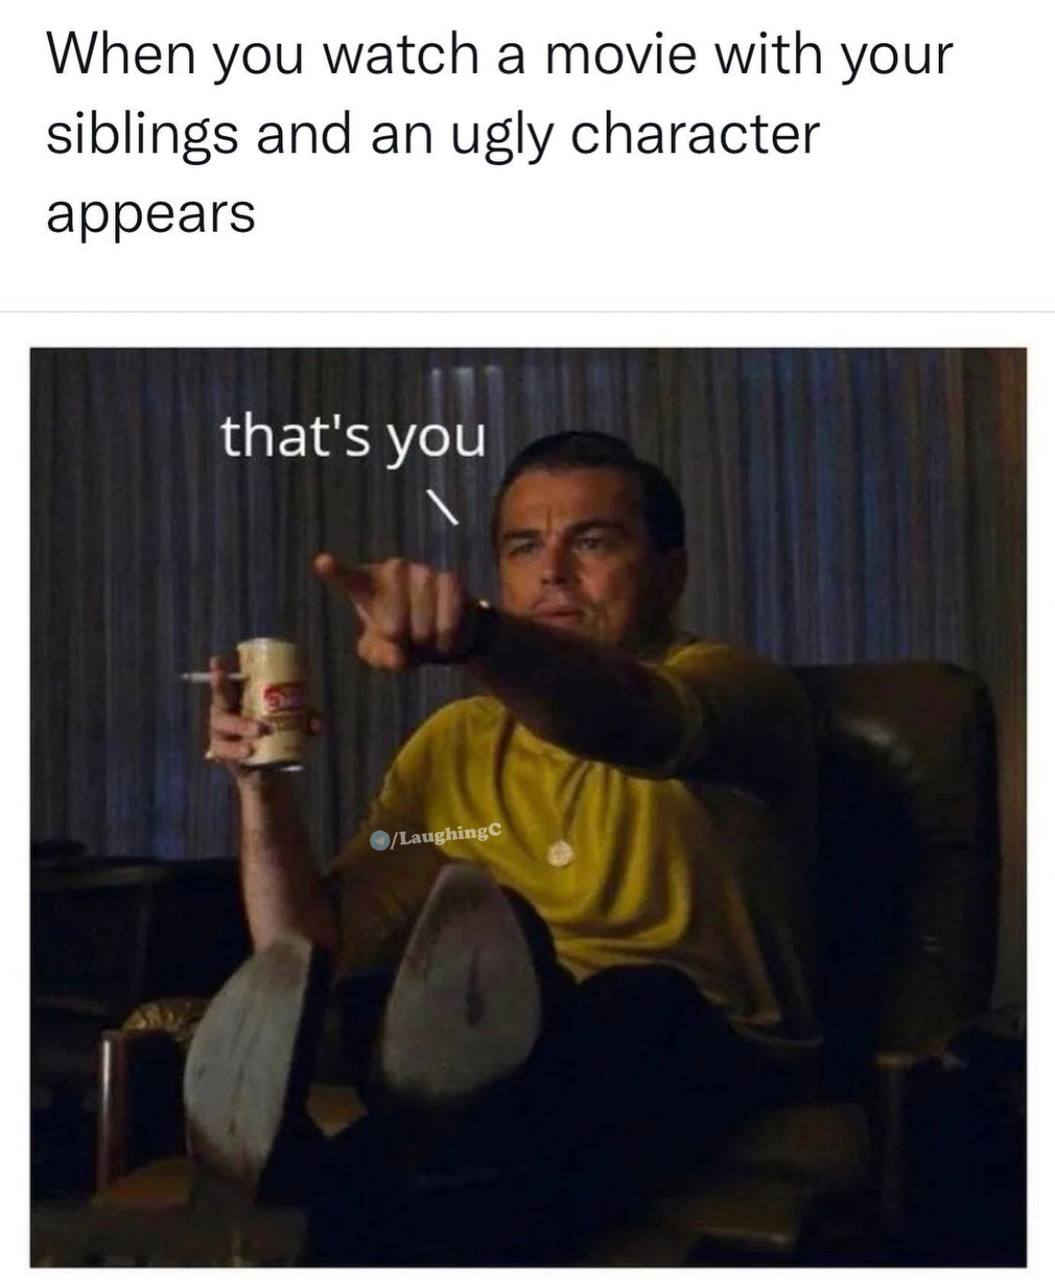 When you watch a movie with your
siblings and an ugly character
appears
that's you
/LaughingC